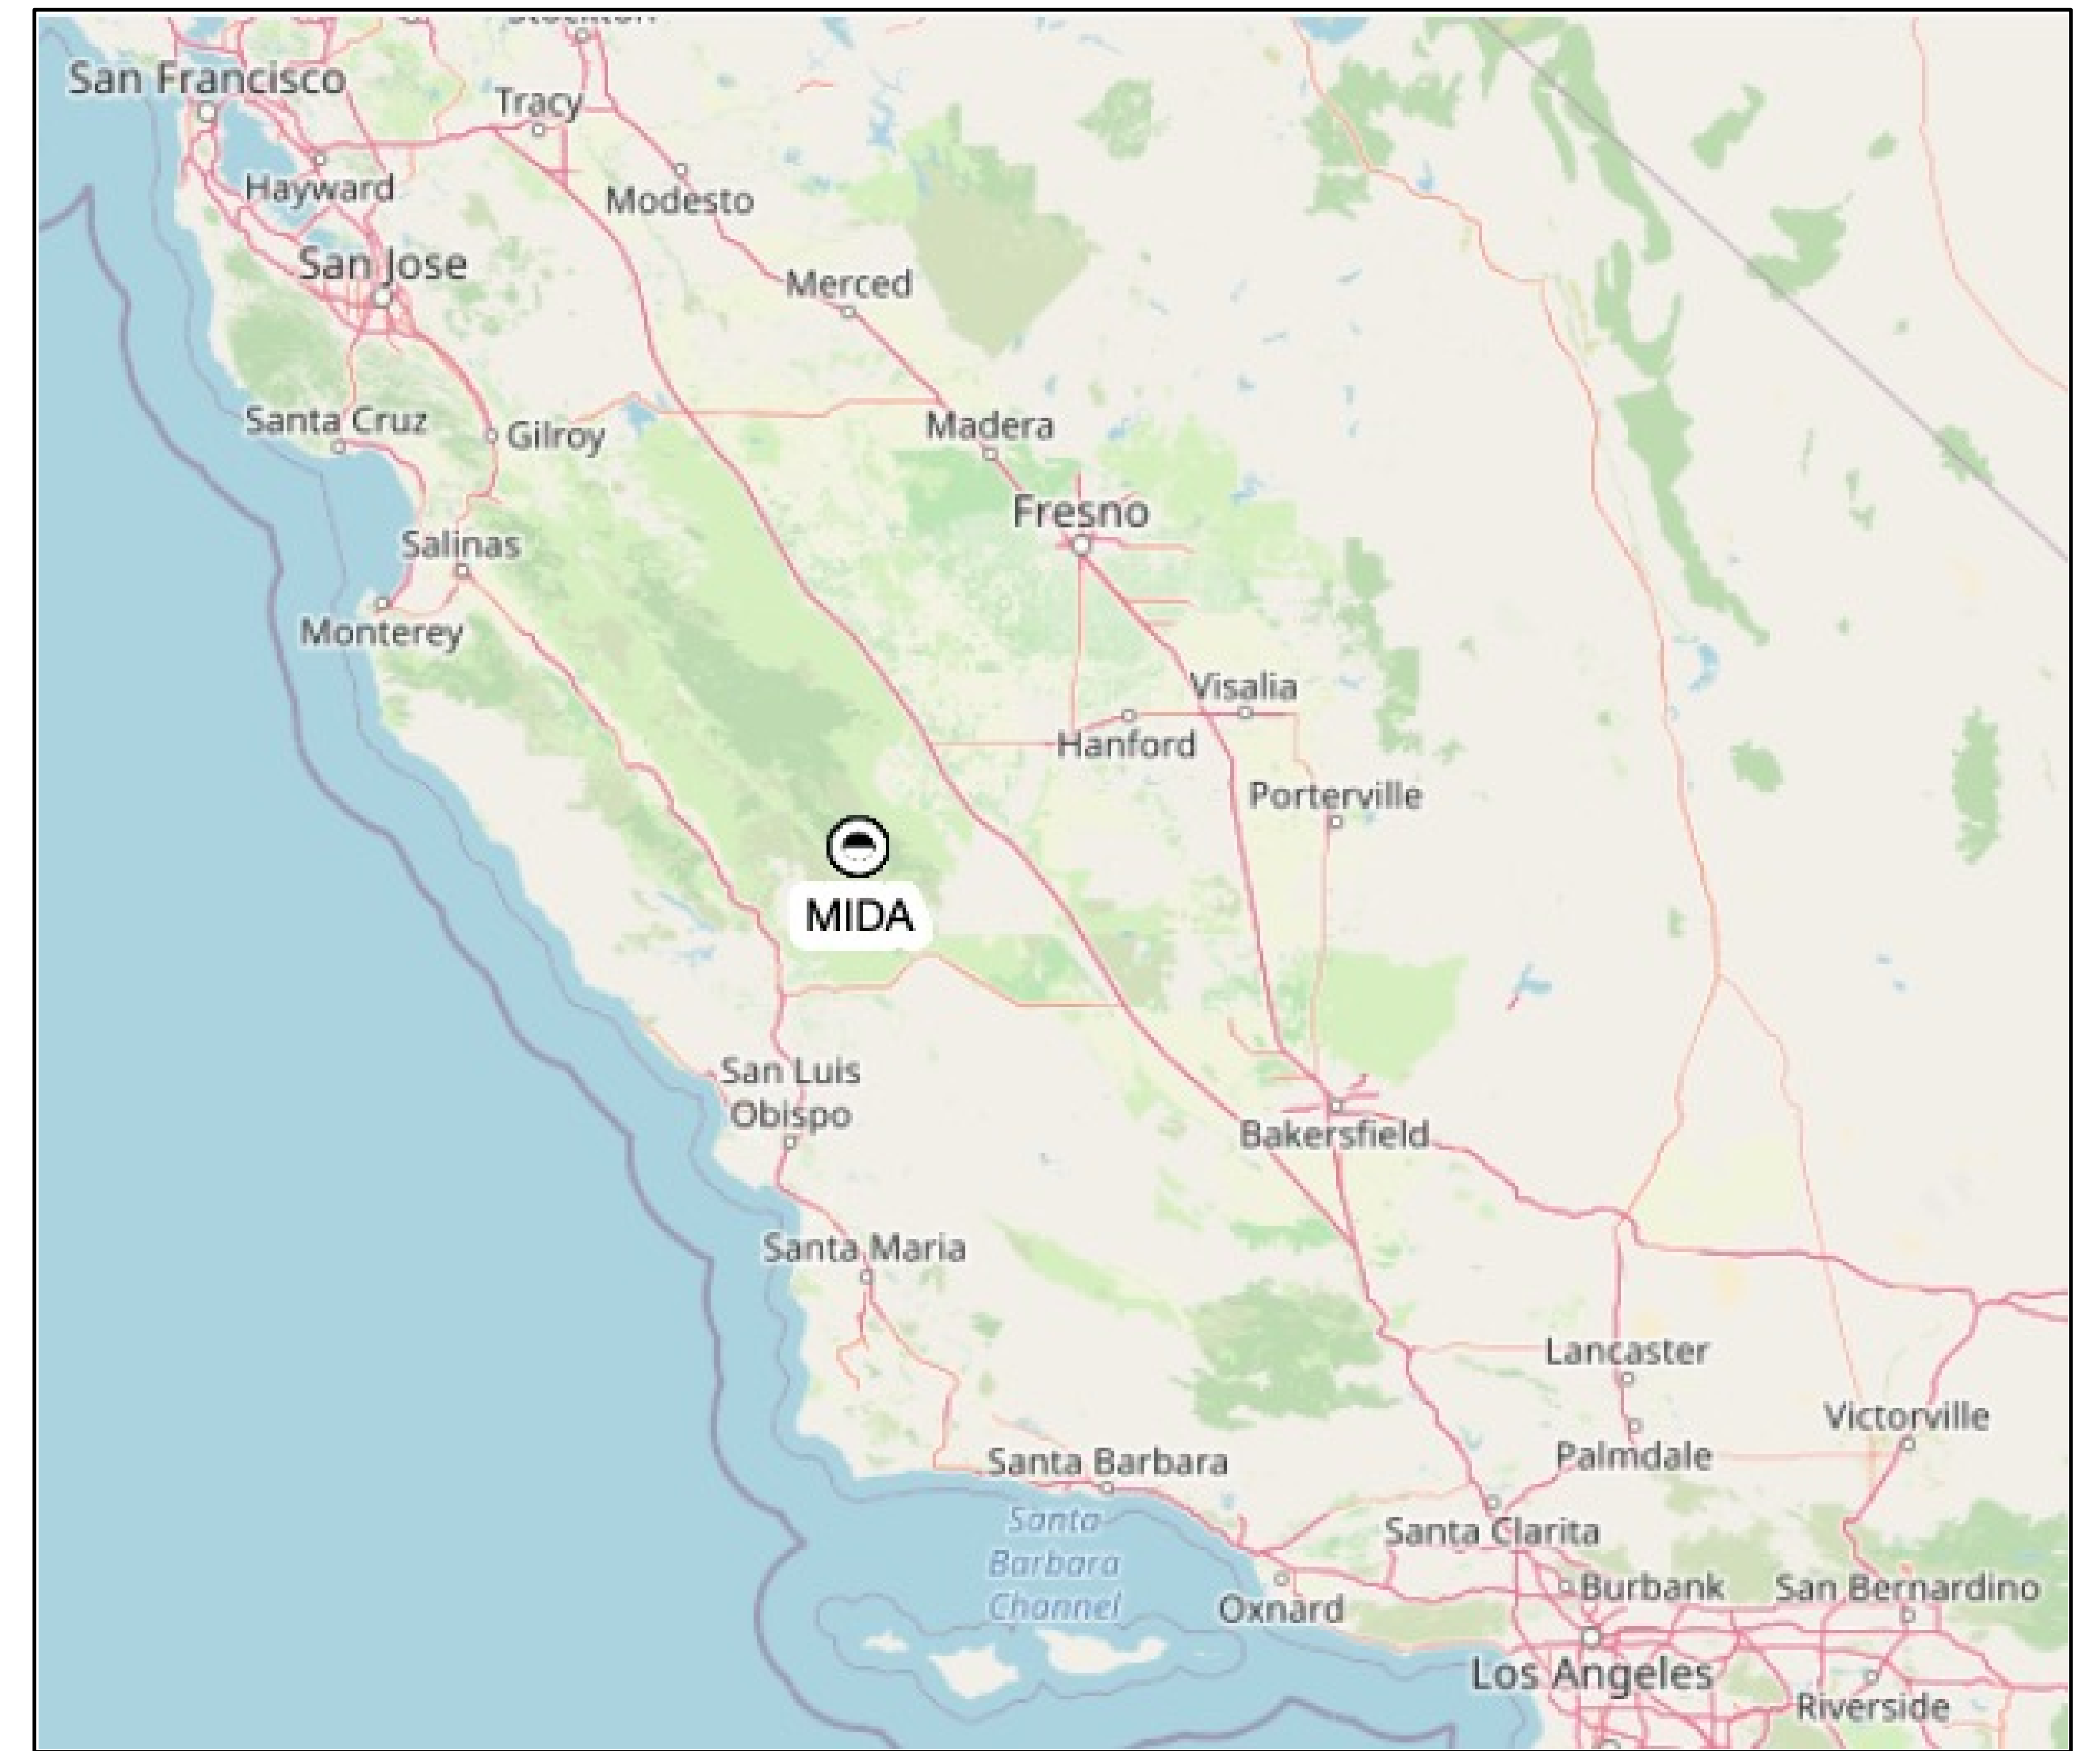 San Francisco
Tracy
Hayward
Modesto
San Jose
Merced
Santa Cruz
Gilroy
Madera
Fresno
Salinas
Monterey
Visalia
Hanford
Porterville
MIDA
San Luis
Obispo
Bakersfield
Santa Maria
Lancaster
Victorville
Palmdale
Santa Barbara
Santa
Barbara
Channel
Santa Clarita
Burbank
San Bernardino
Oxnard
Los Angeles
Riverside